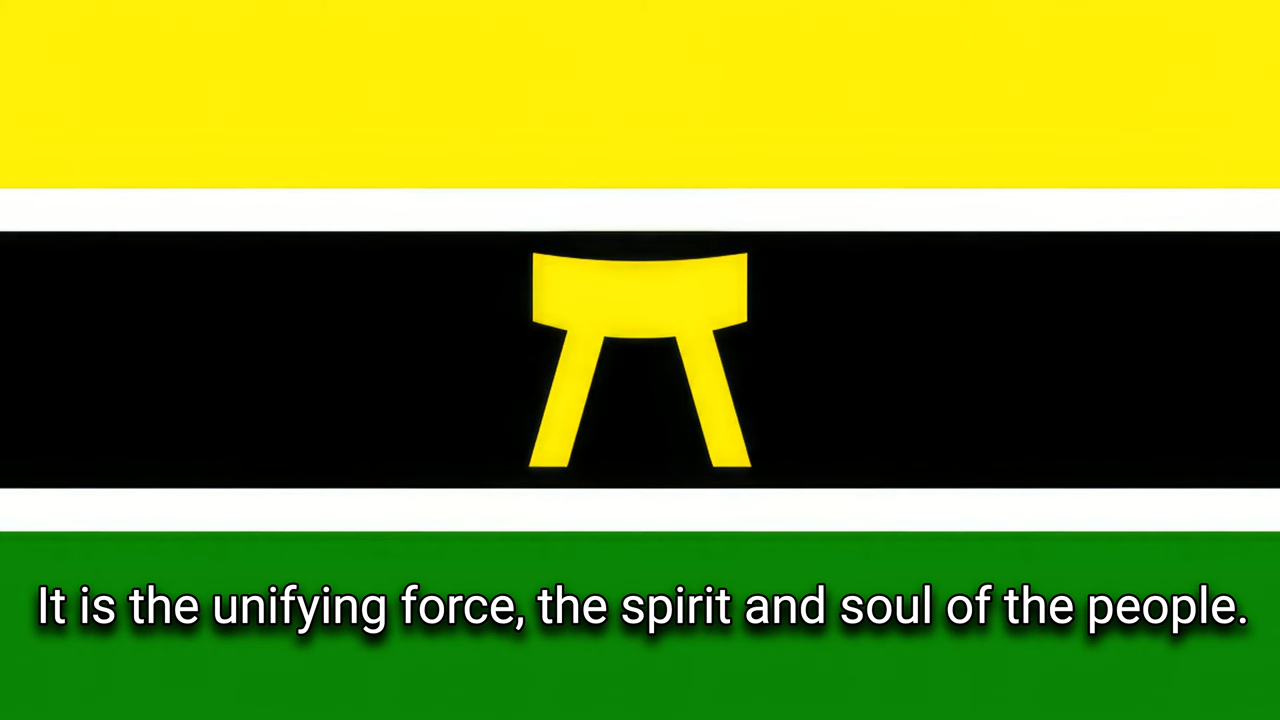 It is the unifying force, the spirit and soul of the people.